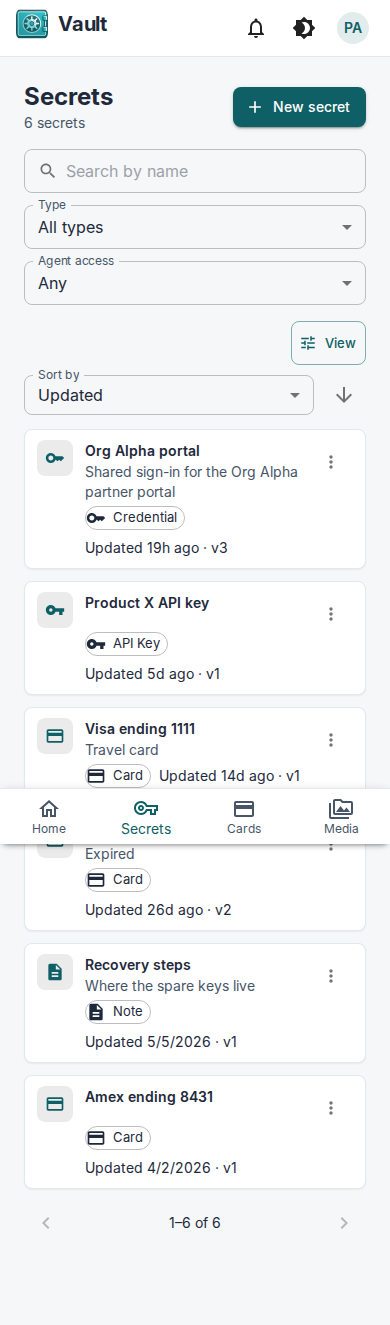 Vault
PA
Secrets
6 secrets
New secret
Search by name
Type
All types
Agent access
Any
View
Sort by
Updated
Org Alpha portal
Shared sign-in for the Org Alpha
partner portal
Credential
Updated 19h ago · v3
Product X API key
API Key
Updated 5d ago · v1
Visa ending 1111
Travel card
Card
Updated 14d ago · v1
Home
Secrets
Cards
Media
Expired
Card
Updated 26d ago · v2
Recovery steps
Where the spare keys live
Note
Updated 5/5/2026 · v1
Amex ending 8431
Card
Updated 4/2/2026 · v1
1–6 of 6